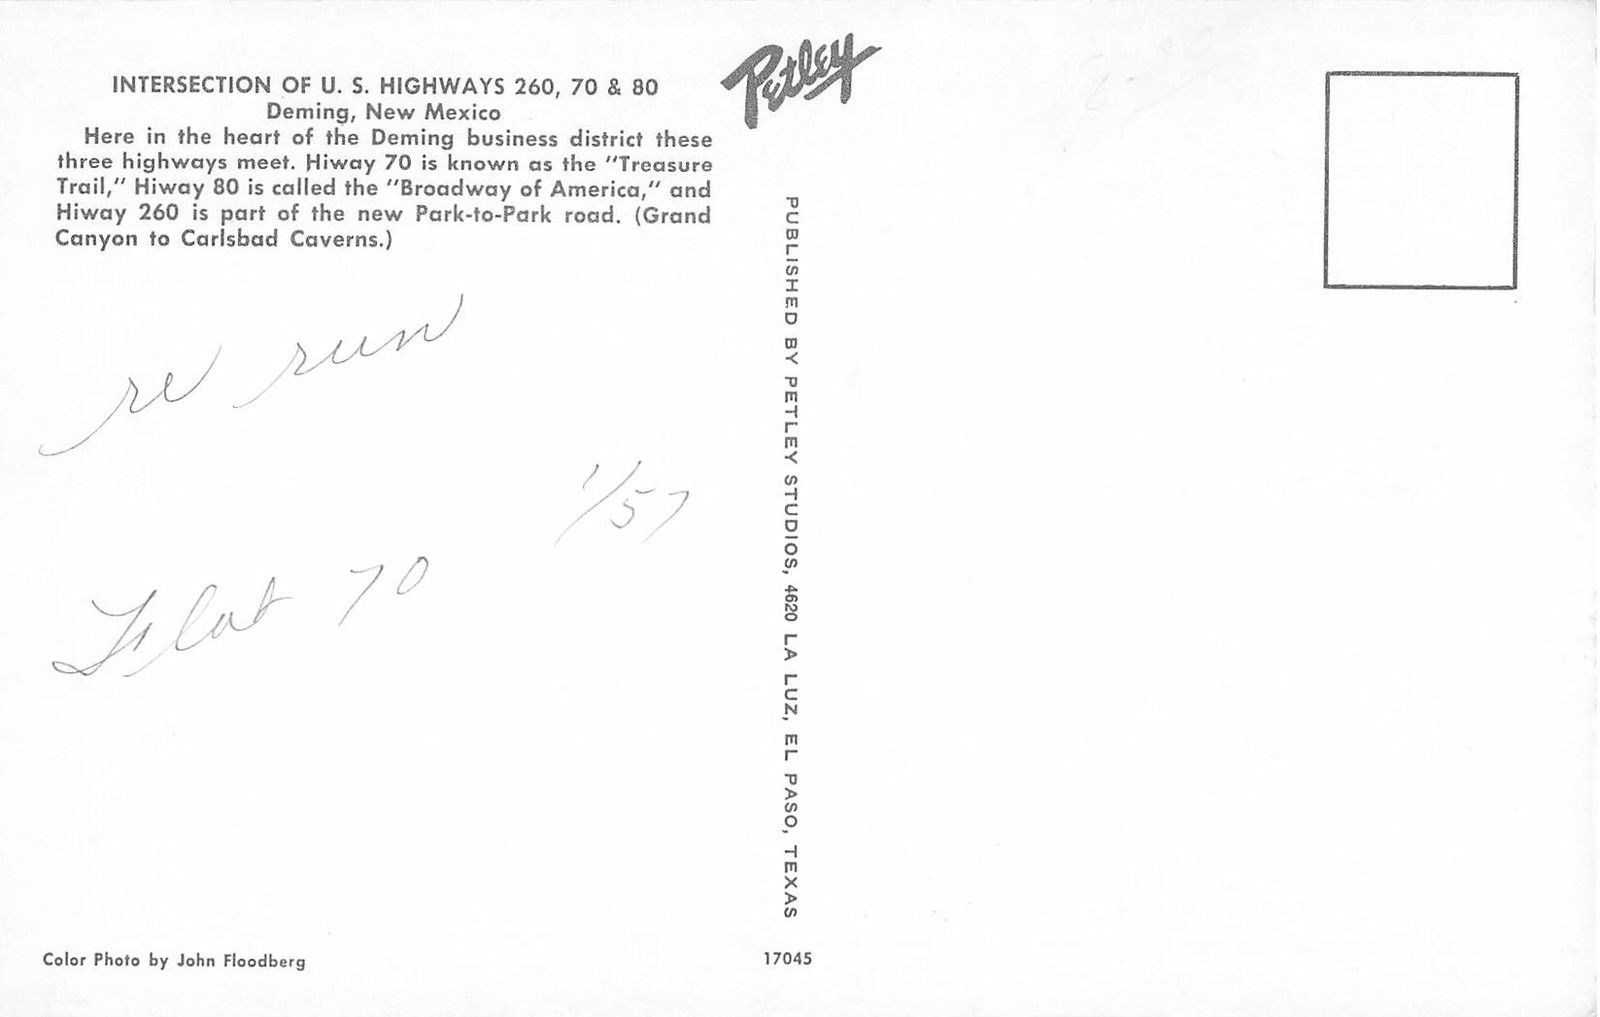 INTERSECTION OF U. S. HIGHWAYS 260, 70 & 80
Deming, New Mexico
Here in the heart of the Deming business district these
three highways meet. Hiway 70 is known as the "Treasure
Trail," Hiway 80 is called the "Broadway of America," and
Hiway 260 is part of the new Park-to-Park road. (Grand
Canyon to Carlsbad Caverns.)
re run
1/57
Flat 70
Color Photo by John Floodberg
Petley
PUBLISHED BY PETLEY STUDIOS, 4620 LA LUZ, EL PASO, TEXAS
17045